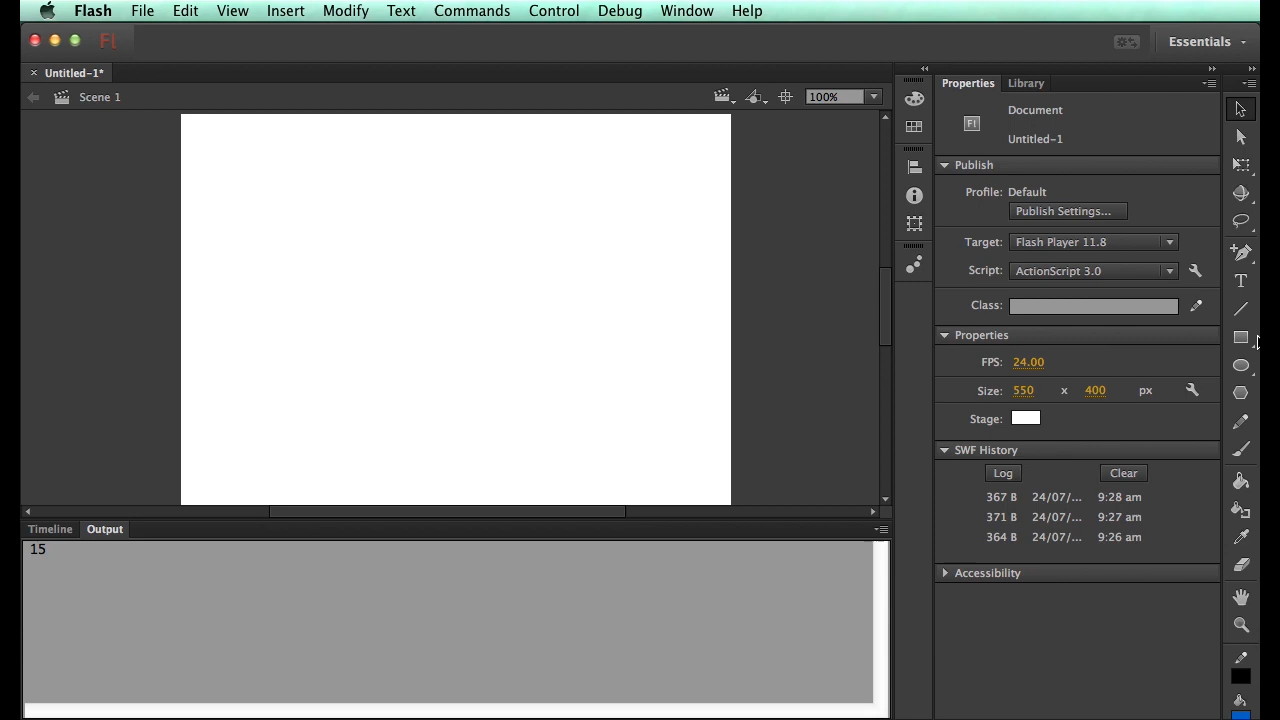 Flash File Edit View Insert Modify Text Commands Control Debug Window Help
Fl Essentials
Untitled-1*
Scene 1 100%
Properties Library
Document
Fl
Untitled-1
Publish
Profile: Default
Publish Settings...
Target: Flash Player 11.8
Script: ActionScript 3.0
Class:
Properties
FPS: 24.00
Size: 550 x 400 px
Stage:
SWF History
Log Clear
367 B 24/07/... 9:28 am
371 B 24/07/... 9:27 am
364 B 24/07/... 9:26 am
Accessibility
T
Timeline Output
15